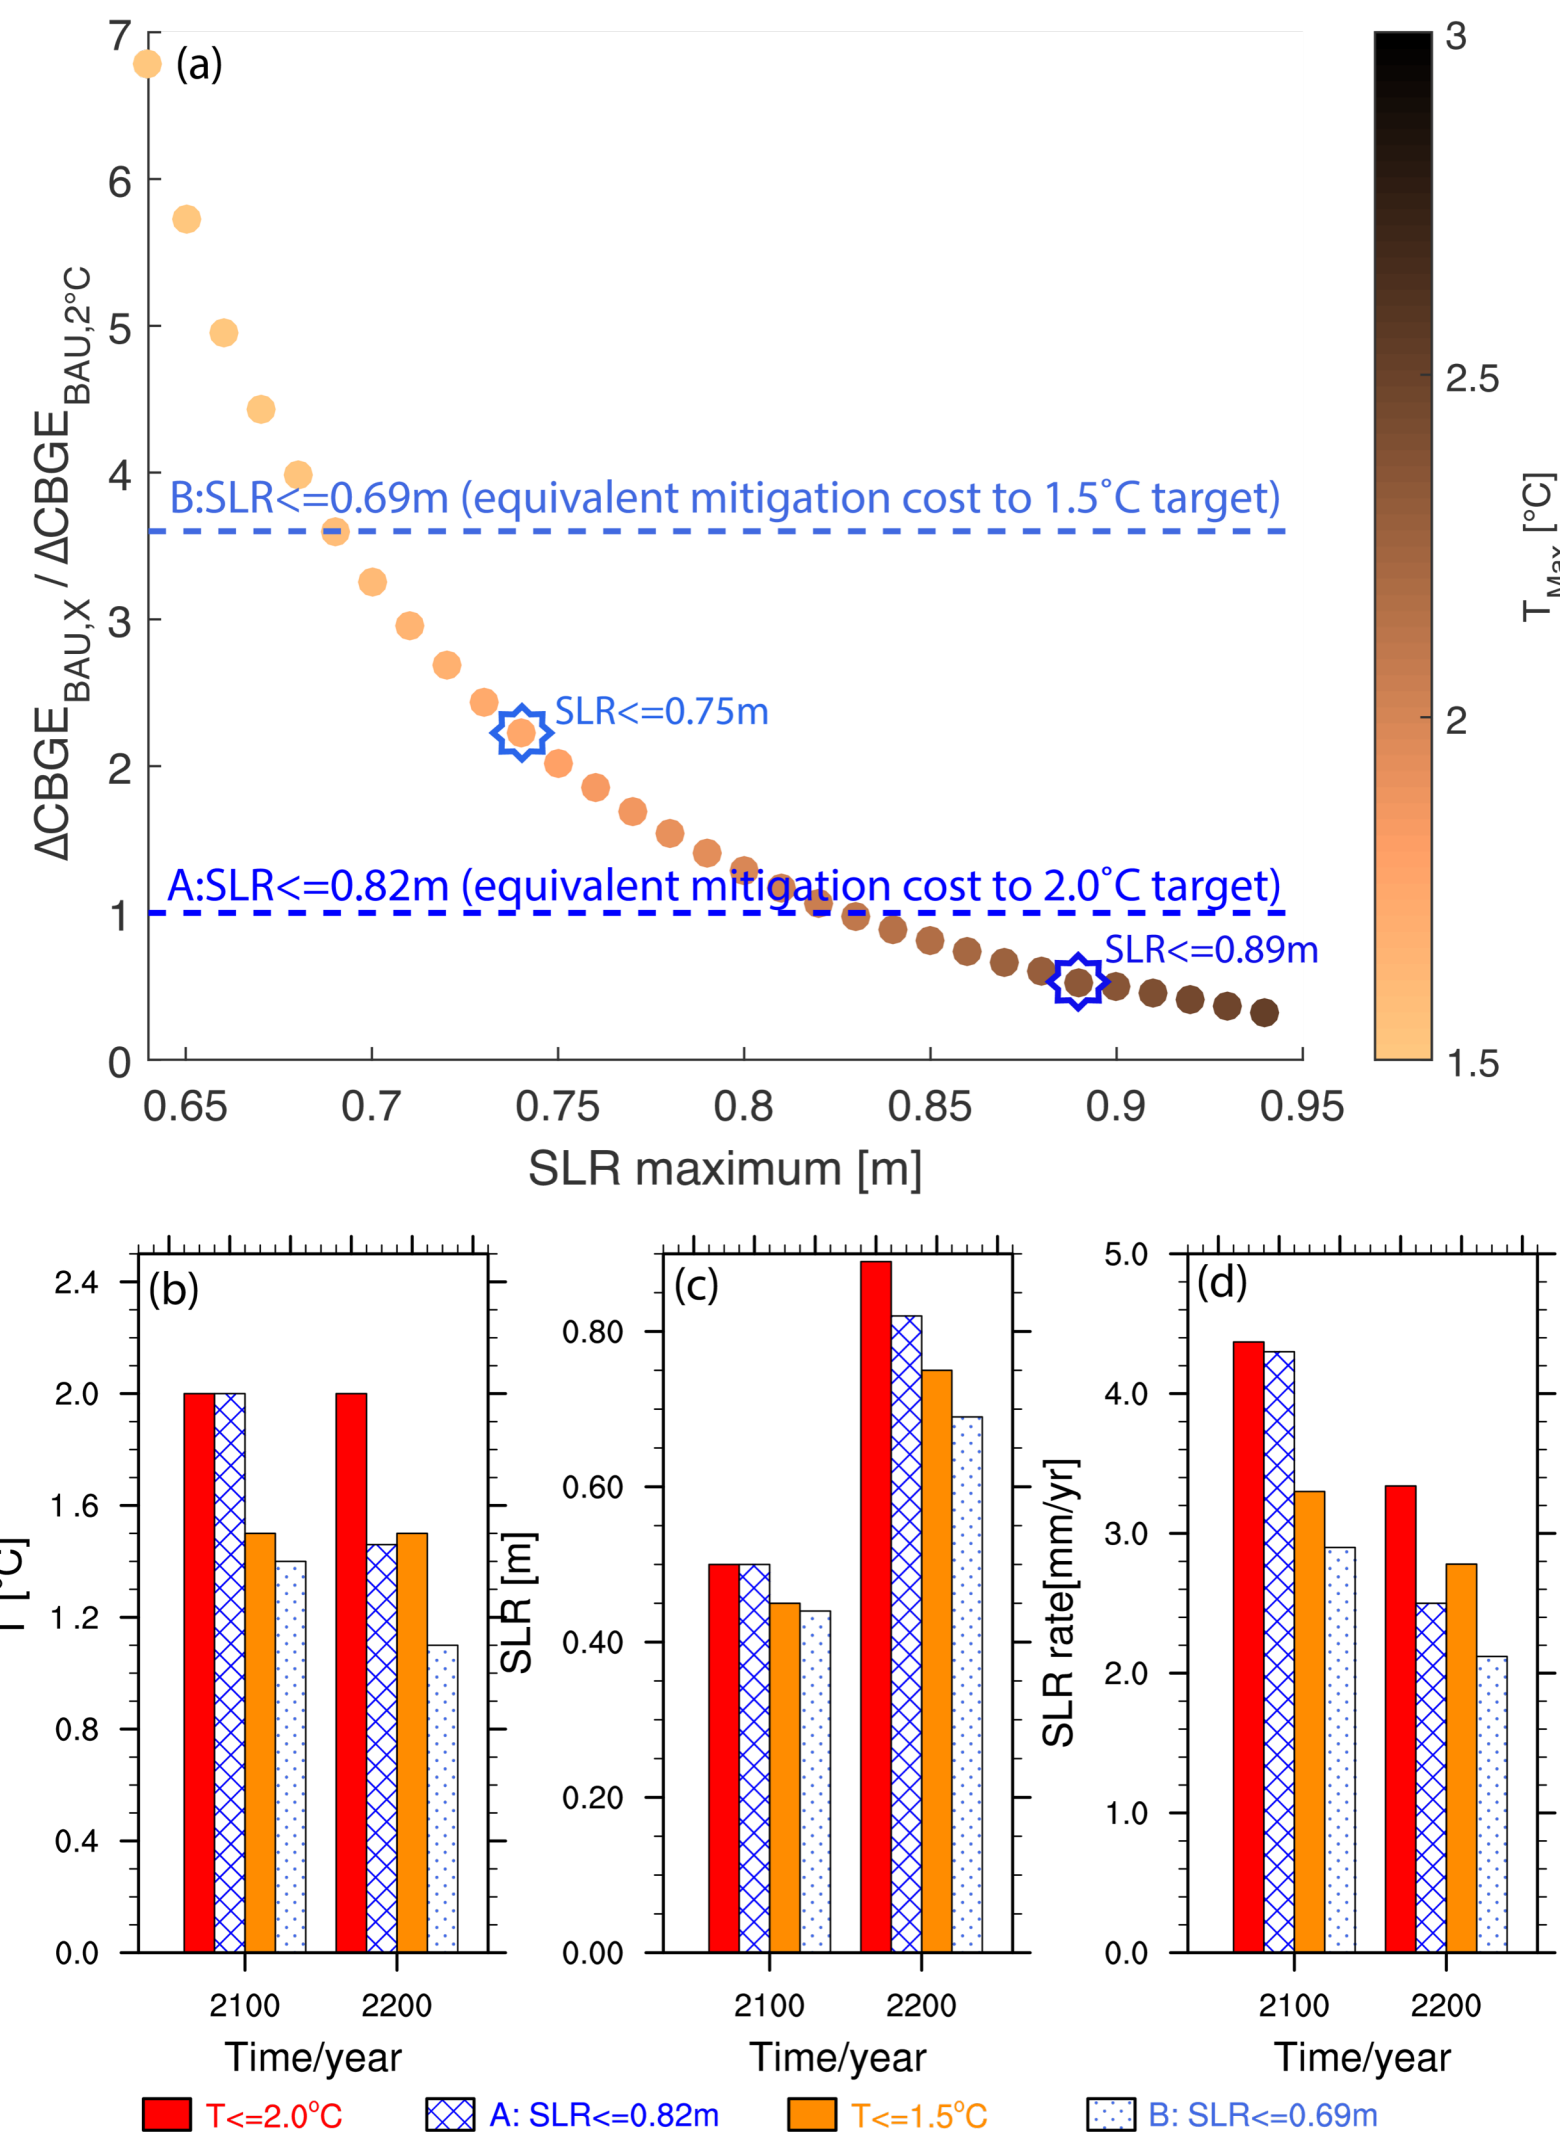 7
6
5
4
3
2
1
0
ΔCBGE BAU,X / ΔCBGE BAU,2°C
(a)
B:SLR<=0.69m (equivalent mitigation cost to 1.5˚C target)
SLR<=0.75m
A:SLR<=0.82m (equivalent mitigation cost to 2.0˚C target)
SLR<=0.89m
0.65 0.7 0.75 0.8 0.85 0.9 0.95
SLR maximum [m]
3
2.5
2
1.5
T Max [°C]
(b)
2.4
2.0
1.6
1.2
0.8
0.4
0.0
T [°C]
2100 2200
Time/year
(c)
0.80
0.60
0.40
0.20
0.00
SLR [m]
2100 2200
Time/year
(d)
5.0
4.0
3.0
2.0
1.0
0.0
SLR rate[mm/yr]
2100 2200
Time/year
T<=2.0°C A: SLR<=0.82m T<=1.5°C B: SLR<=0.69m